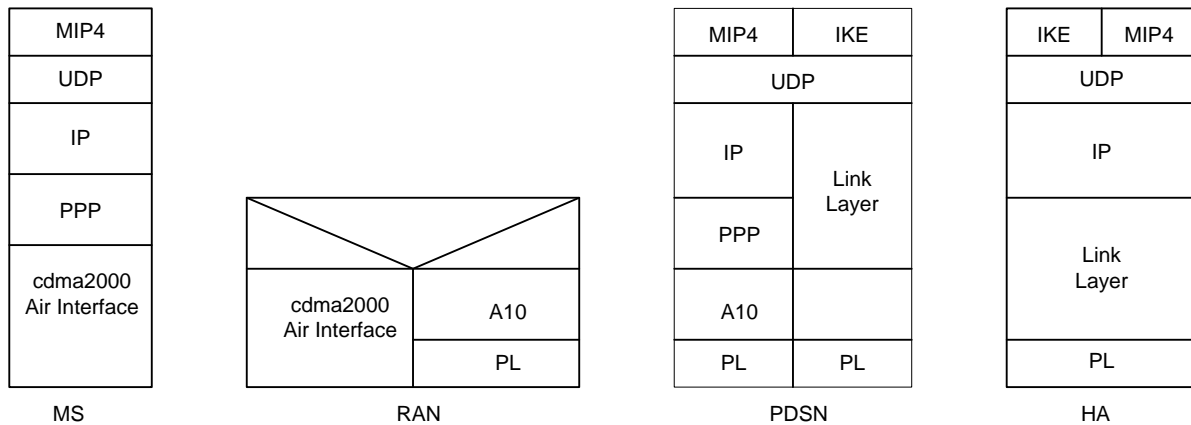 MIP4
UDP
IP
PPP
cdma2000
Air Interface
MS
cdma2000
Air Interface
A10
PL
RAN
MIP4
IKE
UDP
IP
Link
Layer
PPP
A10
PL
PL
PDSN
IKE
MIP4
UDP
IP
Link
Layer
PL
HA